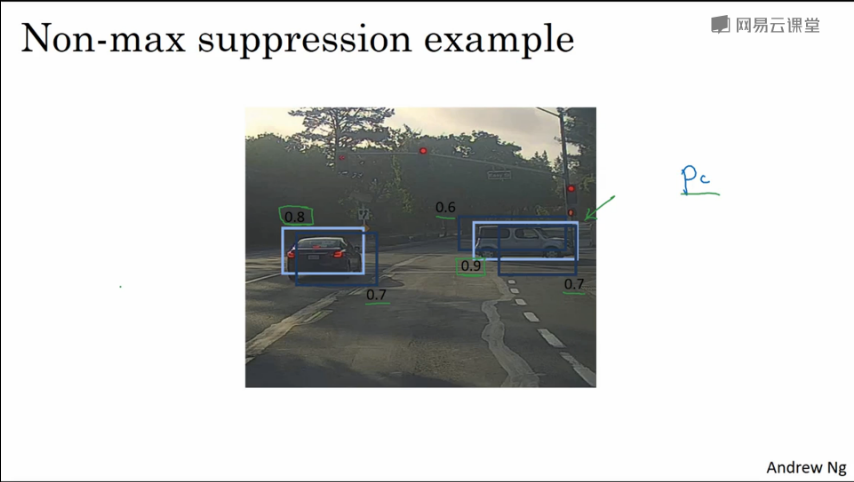 Non-max suppression example
网易云课堂
pc
0.8
0.6
0.9
0.7
0.7
Andrew Ng